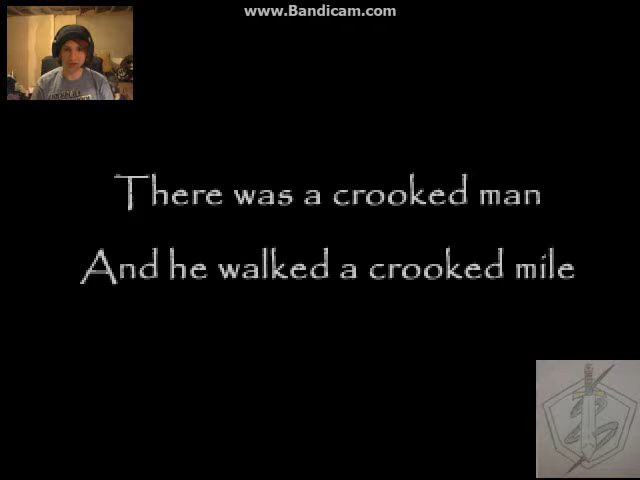 www.Bandicam.com
There was a crooked man
And he walked a crooked mile